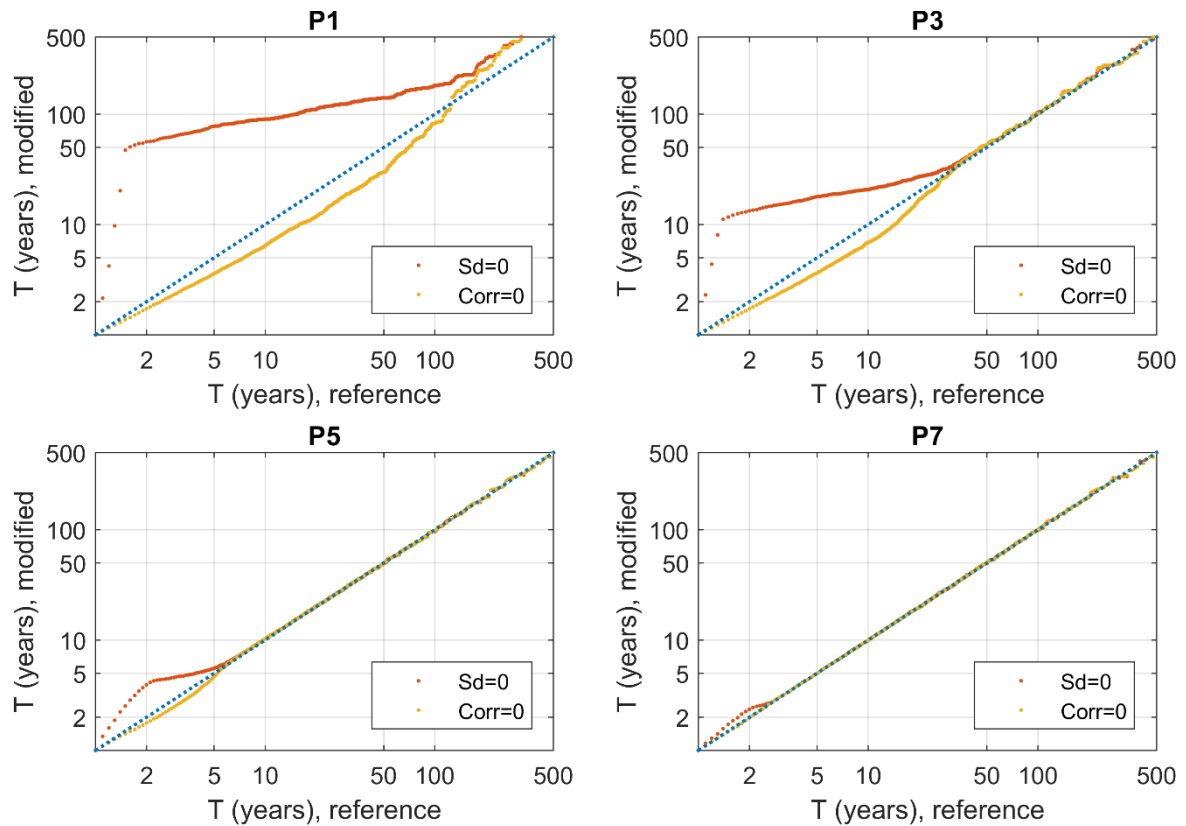 P1
500
100
50
10
5
2
T (years), modified
Sd=0
Corr=0
2 5 10 50 100 500
T (years), reference
P3
500
100
50
10
5
2
T (years), modified
Sd=0
Corr=0
2 5 10 50 100 500
T (years), reference
P5
500
100
50
10
5
2
T (years), modified
Sd=0
Corr=0
2 5 10 50 100 500
T (years), reference
P7
500
100
50
10
5
2
T (years), modified
Sd=0
Corr=0
2 5 10 50 100 500
T (years), reference